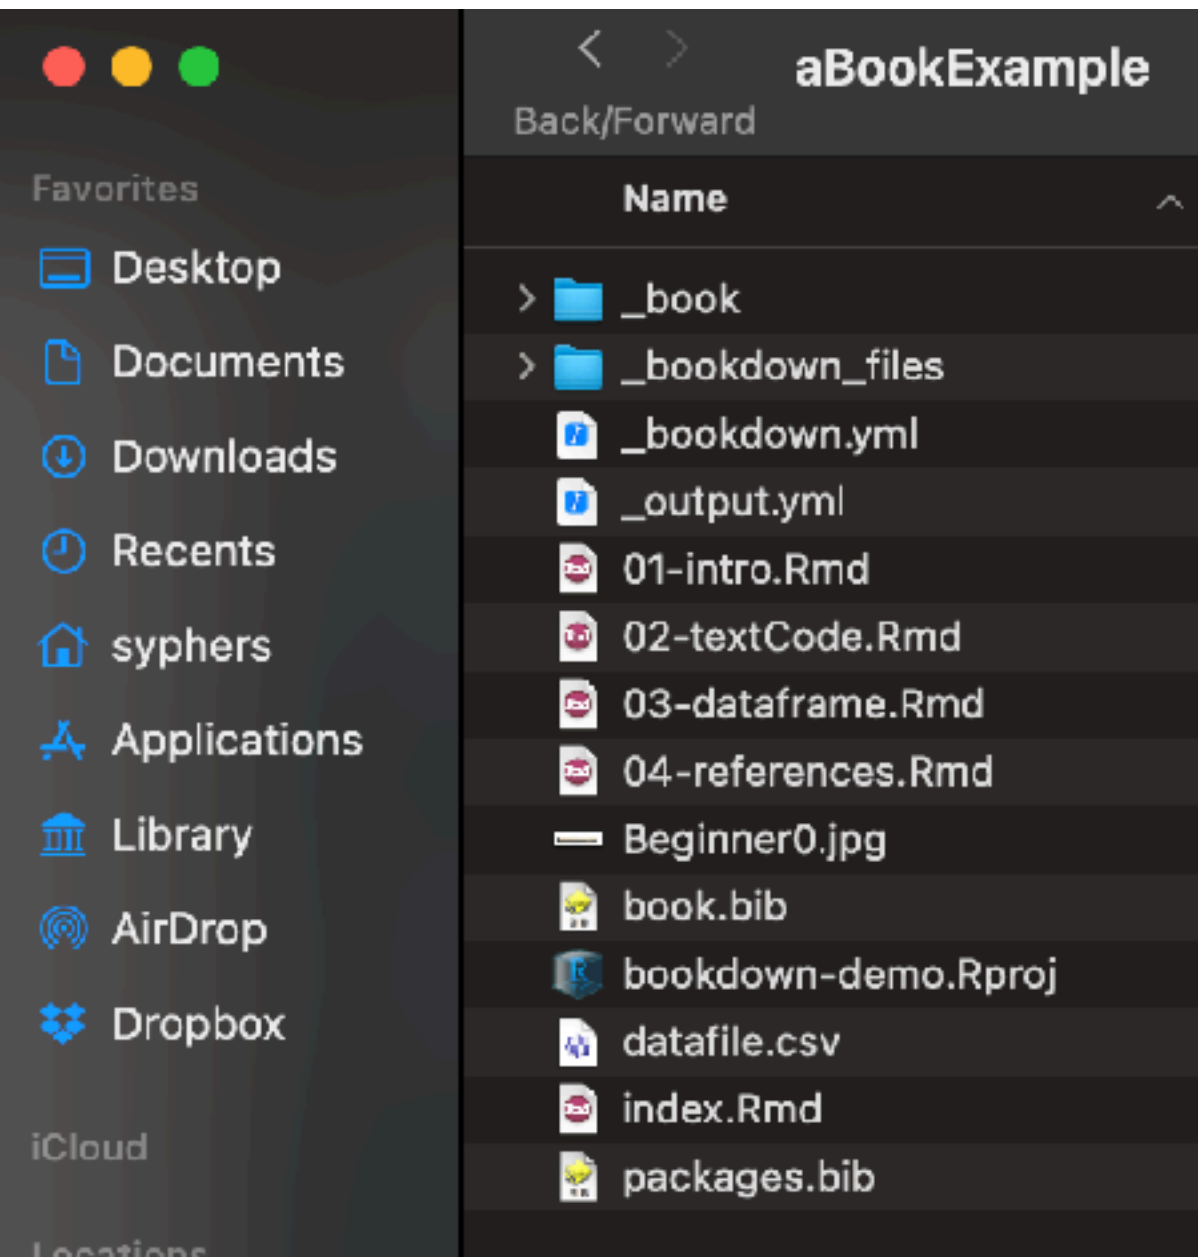 aBookExample
Back/Forward
Favorites
Desktop
Documents
Downloads
Recents
syphers
Applications
Library
AirDrop
Dropbox
iCloud
Locations
Name
_book
_bookdown_files
_bookdown.yml
_output.yml
01-intro.Rmd
02-textCode.Rmd
03-dataframe.Rmd
04-references.Rmd
Beginner0.jpg
book.bib
bookdown-demo.Rproj
datafile.csv
index.Rmd
packages.bib